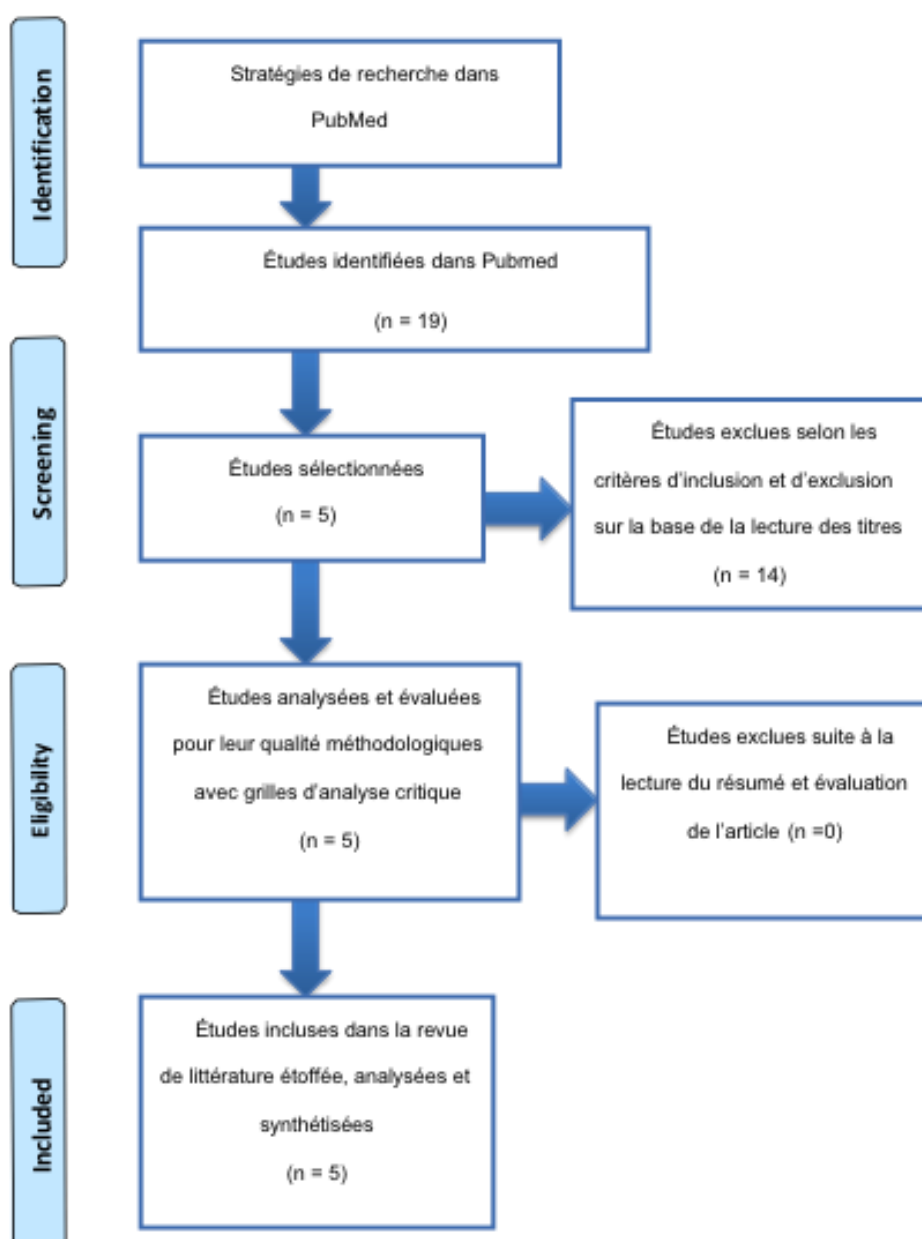 Identification
Stratégies de recherche dans
PubMed
Études identifiées dans Pubmed
(n = 19)
Screening
Études sélectionnées
(n = 5)
Études exclues selon les
critères d'inclusion et d'exclusion
sur la base de la lecture des titres
(n = 14)
Eligibility
Études analysées et évaluées
pour leur qualité méthodologiques
avec grilles d'analyse critique
(n = 5)
Études exclues suite à la
lecture du résumé et évaluation
de l'article (n =0)
Included
Études incluses dans la revue
de littérature étoffée, analysées et
synthétisées
(n = 5)